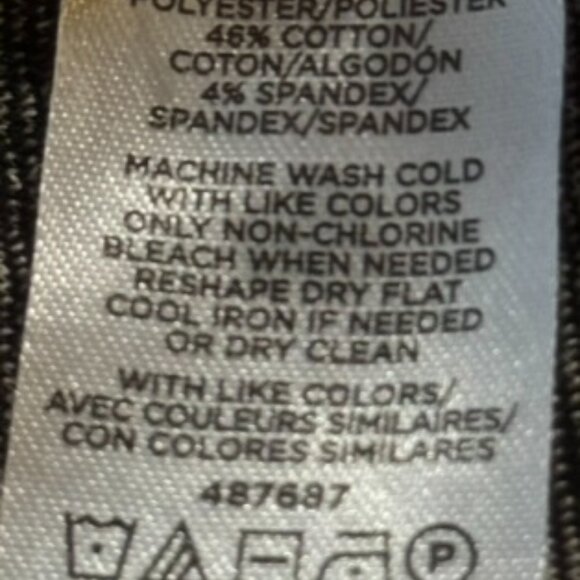 POLYESTER/POLIESTER
46% COTTON/
COTON/ALGODÓN
4% SPANDEX/
SPANDEX/SPANDEX
MACHINE WASH COLD
WITH LIKE COLORS
ONLY NON-CHLORINE
BLEACH WHEN NEEDED
RESHAPE DRY FLAT
COOL IRON IF NEEDED
OR DRY CLEAN
WITH LIKE COLORS/
AVEC COULEURS SIMILAIRES/
CON COLORES SIMILARES
487687
P